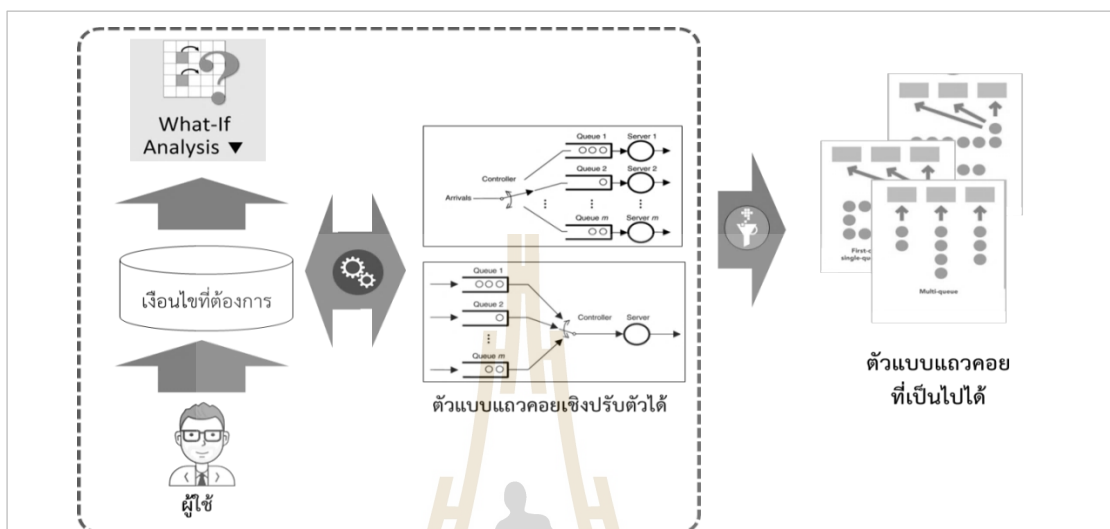 What-If
Analysis ▼
เงื่อนไขที่ต้องการ
ผู้ใช้
Queue 1
Server 1
Queue 2
Server 2
Controller
Arrivals
Queue m
Server m
Queue 1
Queue 2
Controller
Server
Queue m
ตัวแบบแถวคอยเชิงปรับตัวได้
single-qu
Multi-queue
ตัวแบบแถวคอย
ที่เป็นไปได้